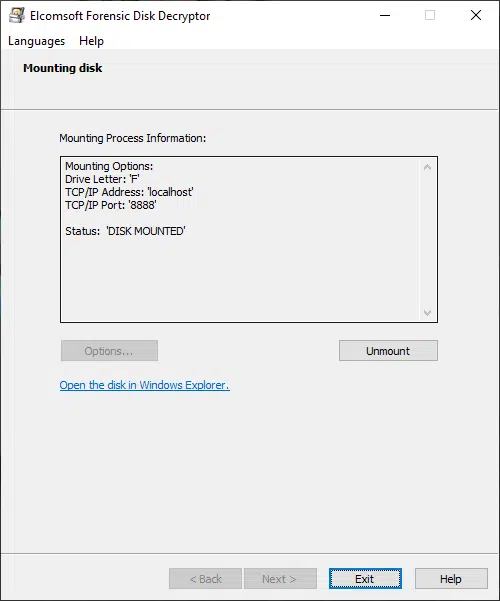 Elcomsoft Forensic Disk Decryptor
Languages Help
Mounting disk
Mounting Process Information:
Mounting Options:
Drive Letter: 'F'
TCP/IP Address: 'localhost'
TCP/IP Port: '8888'
Status: 'DISK MOUNTED'
Options... Unmount
Open the disk in Windows Explorer.
< Back Next > Exit Help